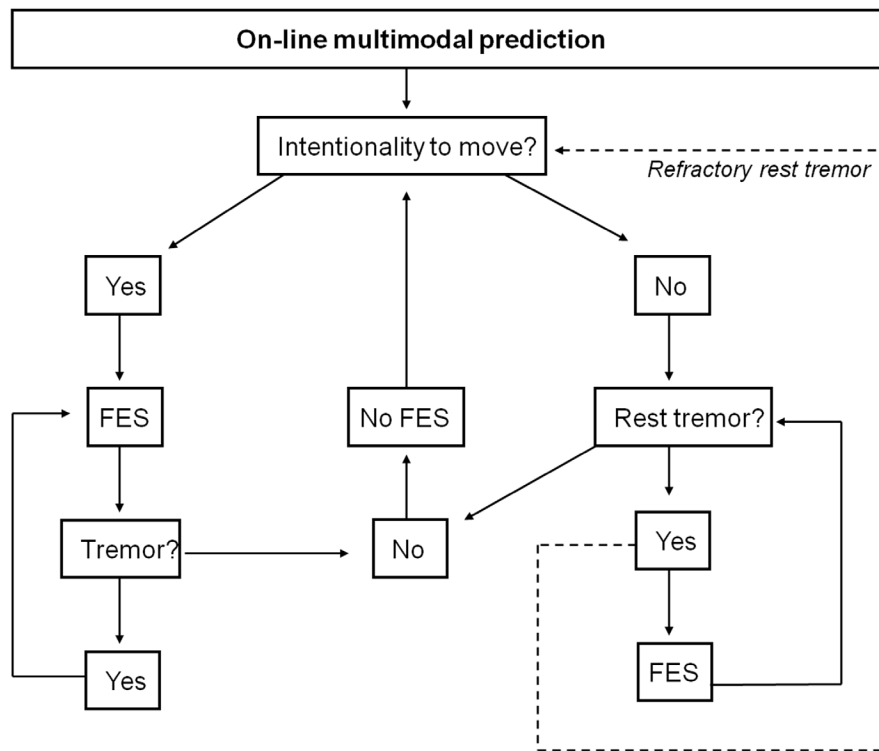 On-line multimodal prediction
Intentionality to move?
Refractory rest tremor
Yes
No
FES
No FES
Rest tremor?
Tremor?
No
Yes
Yes
FES